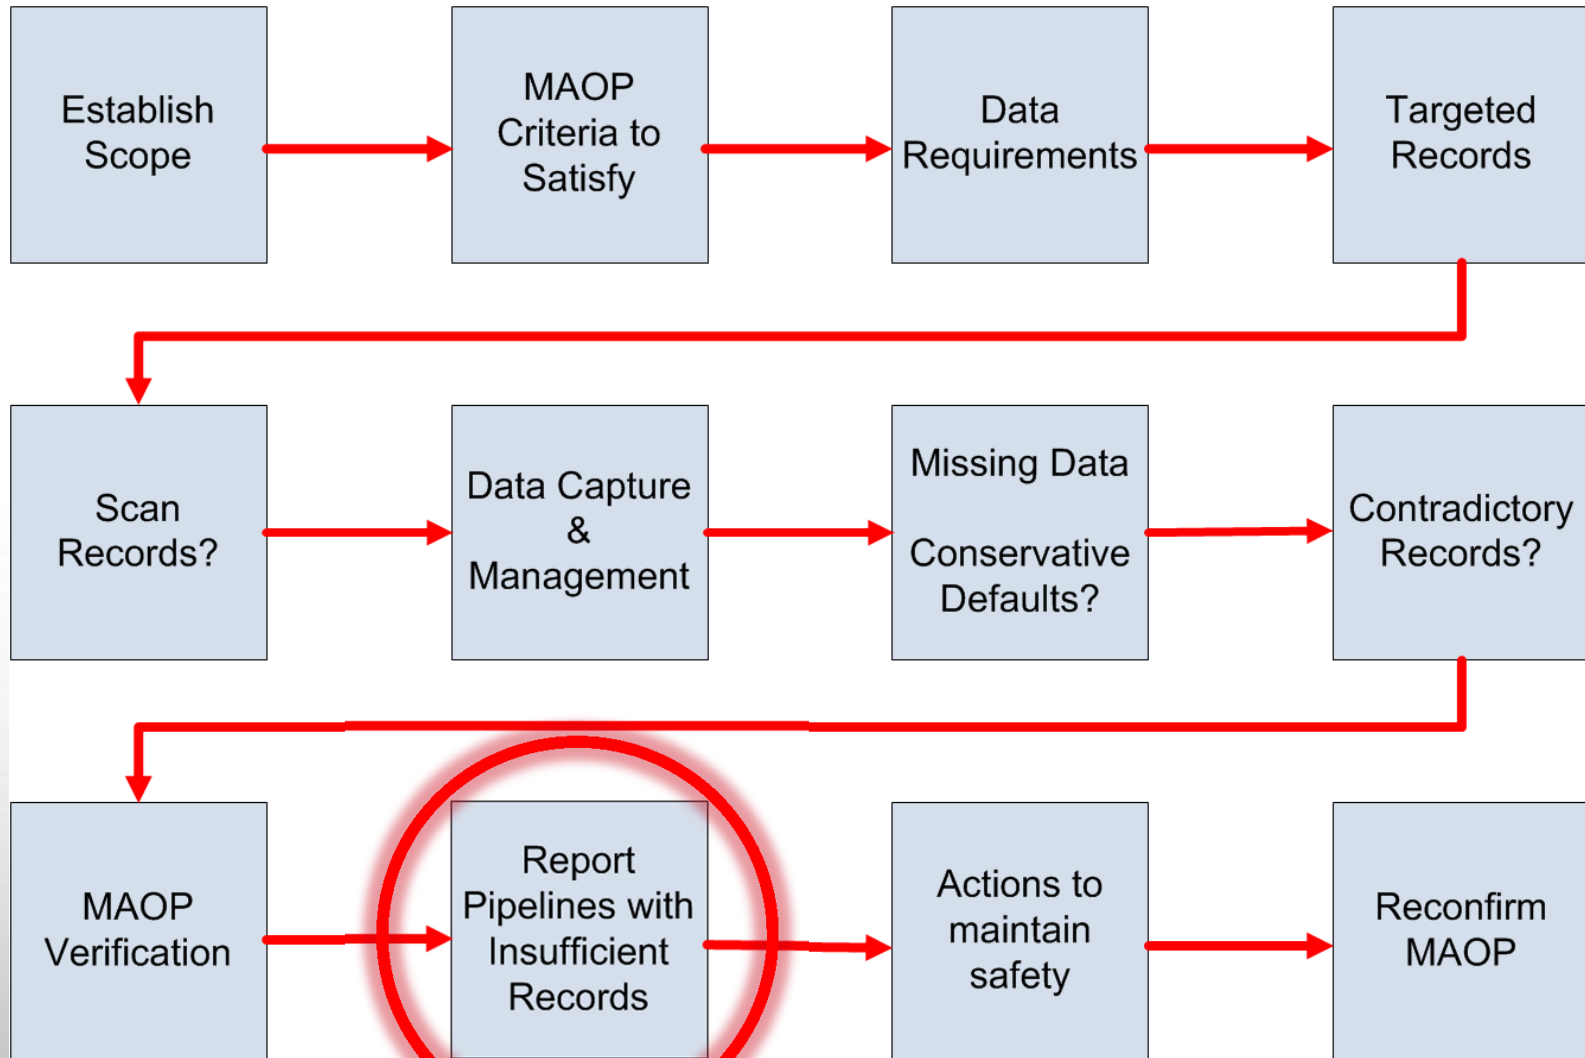 Establish
Scope
MAOP
Criteria to
Satisfy
Data
Requirements
Targeted
Records
Scan
Records?
Data Capture
&
Management
Missing Data
Conservative
Defaults?
Contradictory
Records?
MAOP
Verification
Report
Pipelines with
Insufficient
Records
Actions to
maintain
safety
Reconfirm
MAOP